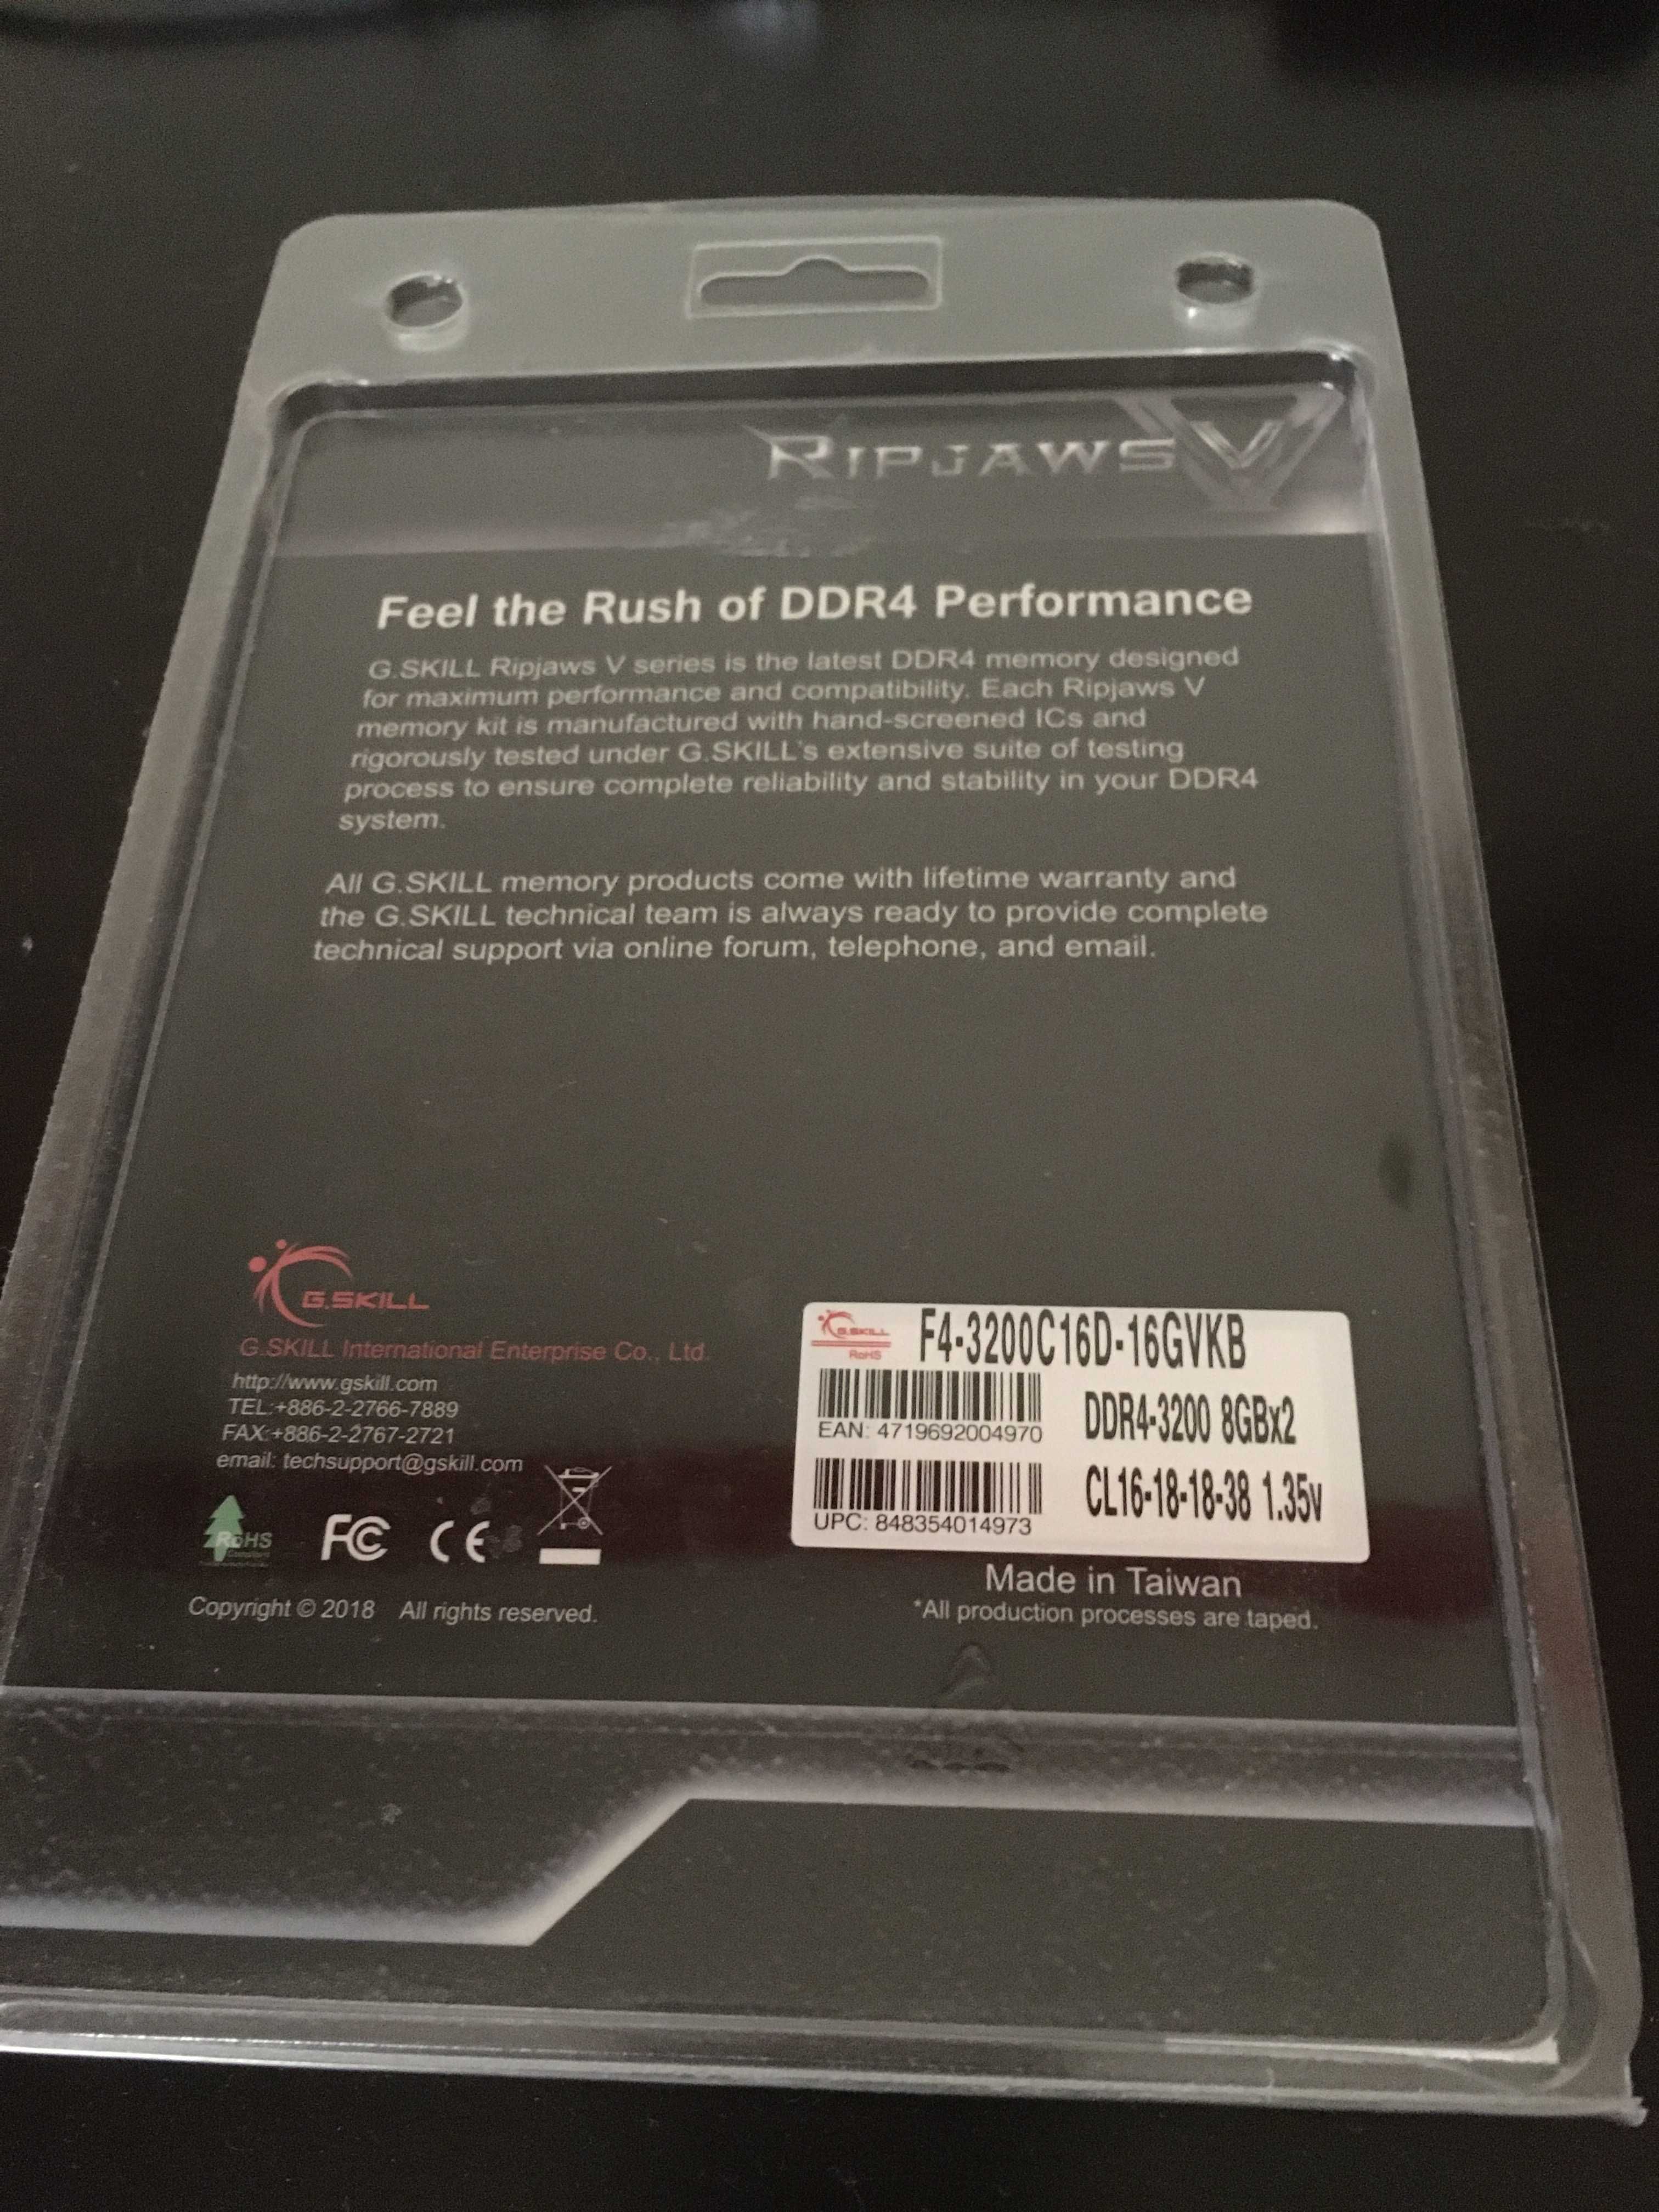 RIPJAWS V
Feel the Rush of DDR4 Performance
G.SKILL Ripjaws V series is the latest DDR4 memory designed
for maximum performance and compatibility. Each Ripjaws V
memory kit is manufactured with hand-screened ICs and
rigorously tested under G.SKILL's extensive suite of testing
process to ensure complete reliability and stability in your DDR4
system.
All G.SKILL memory products come with lifetime warranty and
the G.SKILL technical team is always ready to provide complete
technical support via online forum, telephone, and email.
G.SKILL
G.SKILL International Enterprise Co., Ltd.
http://www.gskill.com
TEL:+886-2-2766-7889
FAX:+886-2-2767-2721
email: techsupport@gskill.com
RoHS
FC CE
Copyright © 2018 All rights reserved.
G.SKILL
RoHS
F4-3200C16D-16GVKB
EAN: 4719692004970
DDR4-3200 8GBx2
UPC: 848354014973
CL16-18-18-38 1.35v
Made in Taiwan
*All production processes are taped.